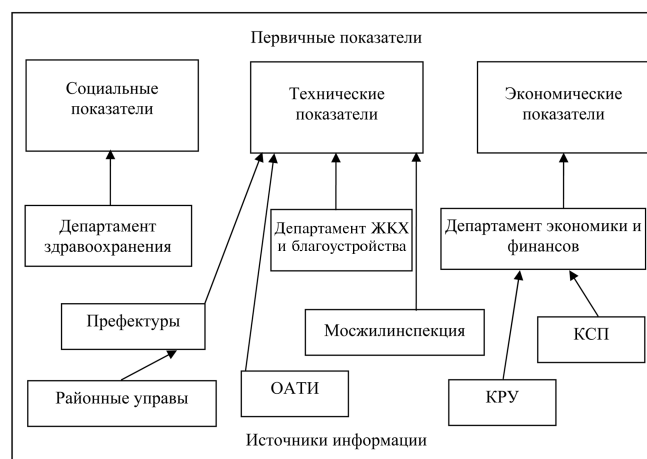 Первичные показатели
Социальные
показатели
Технические
показатели
Экономические
показатели
Департамент
здравоохранения
Департамент ЖКХ
и благоустройства
Департамент экономики и
финансов
Префектуры
Мосжилинспекция
КСП
Районные управы
ОАТИ
КРУ
Источники информации